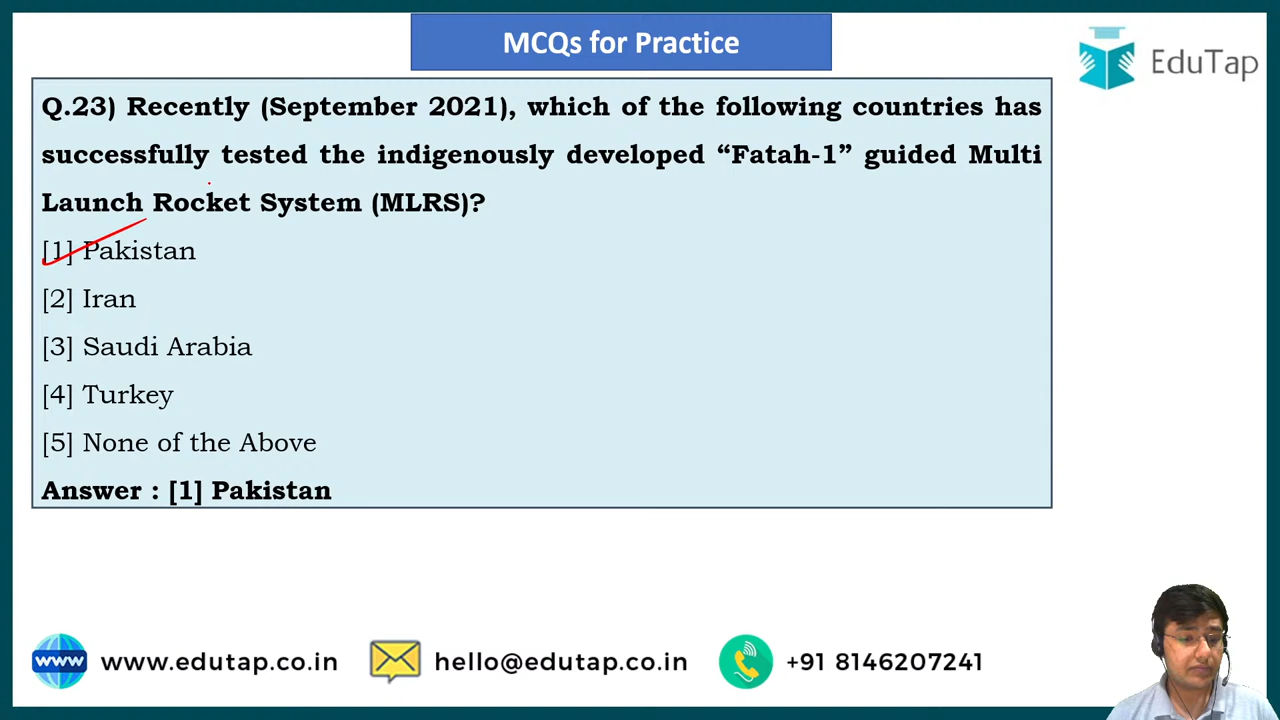 MCQs for Practice
EduTap
Q.23) Recently (September 2021), which of the following countries has
successfully tested the indigenously developed “Fatah-1” guided Multi
Launch Rocket System (MLRS)?
[1] Pakistan
[2] Iran
[3] Saudi Arabia
[4] Turkey
[5] None of the Above
Answer : [1] Pakistan
www www.edutap.co.in hello@edutap.co.in +91 8146207241